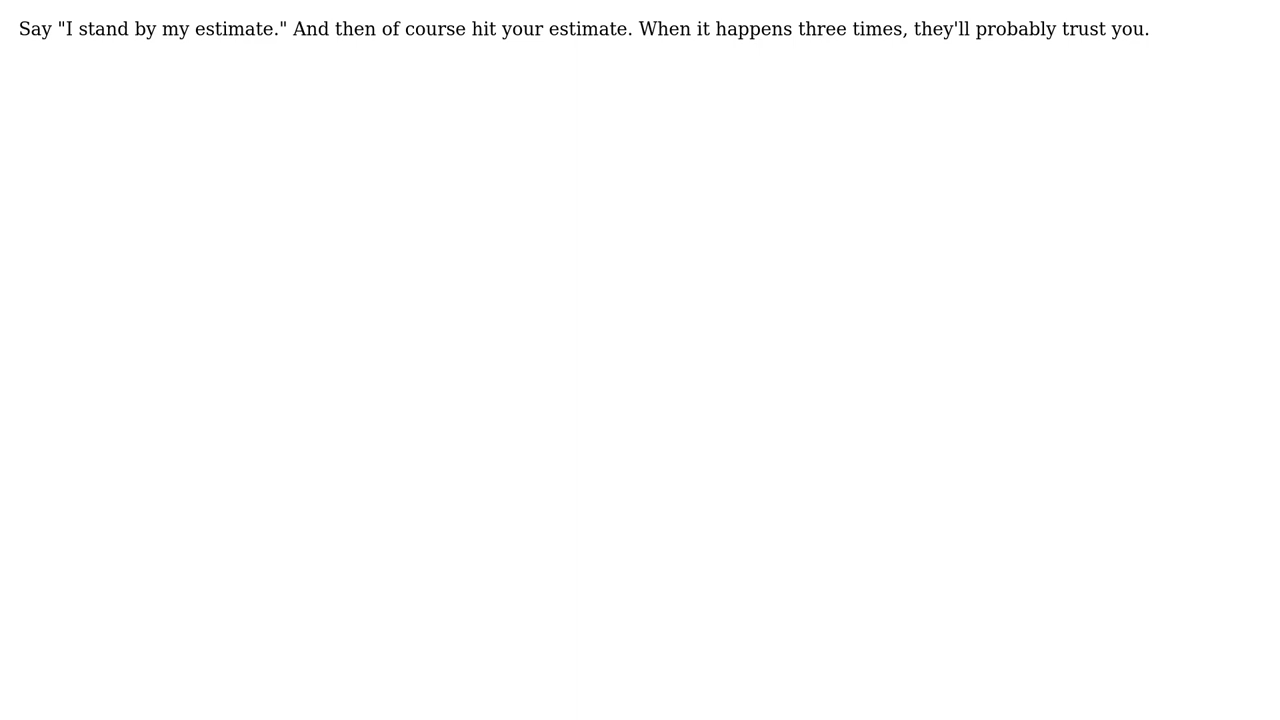 Say "I stand by my estimate." And then of course hit your estimate. When it happens three times, they'll probably trust you.